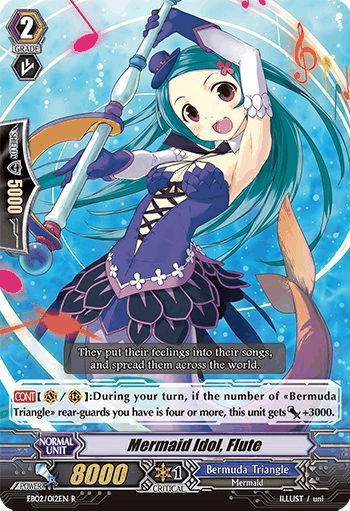 2
GRADE
SHIELD
5000
They put their feelings into their songs,
and spread them across the world.
CONT [ / ]:During your turn, if the number of «Bermuda
Triangle» rear-guards you have is four or more, this unit gets +3000.
NORMAL
UNIT
Mermaid Idol, Flute
POWER
8000
1
CRITICAL
Bermuda Triangle
Mermaid
EB02/012EN R
ILLUST / uni